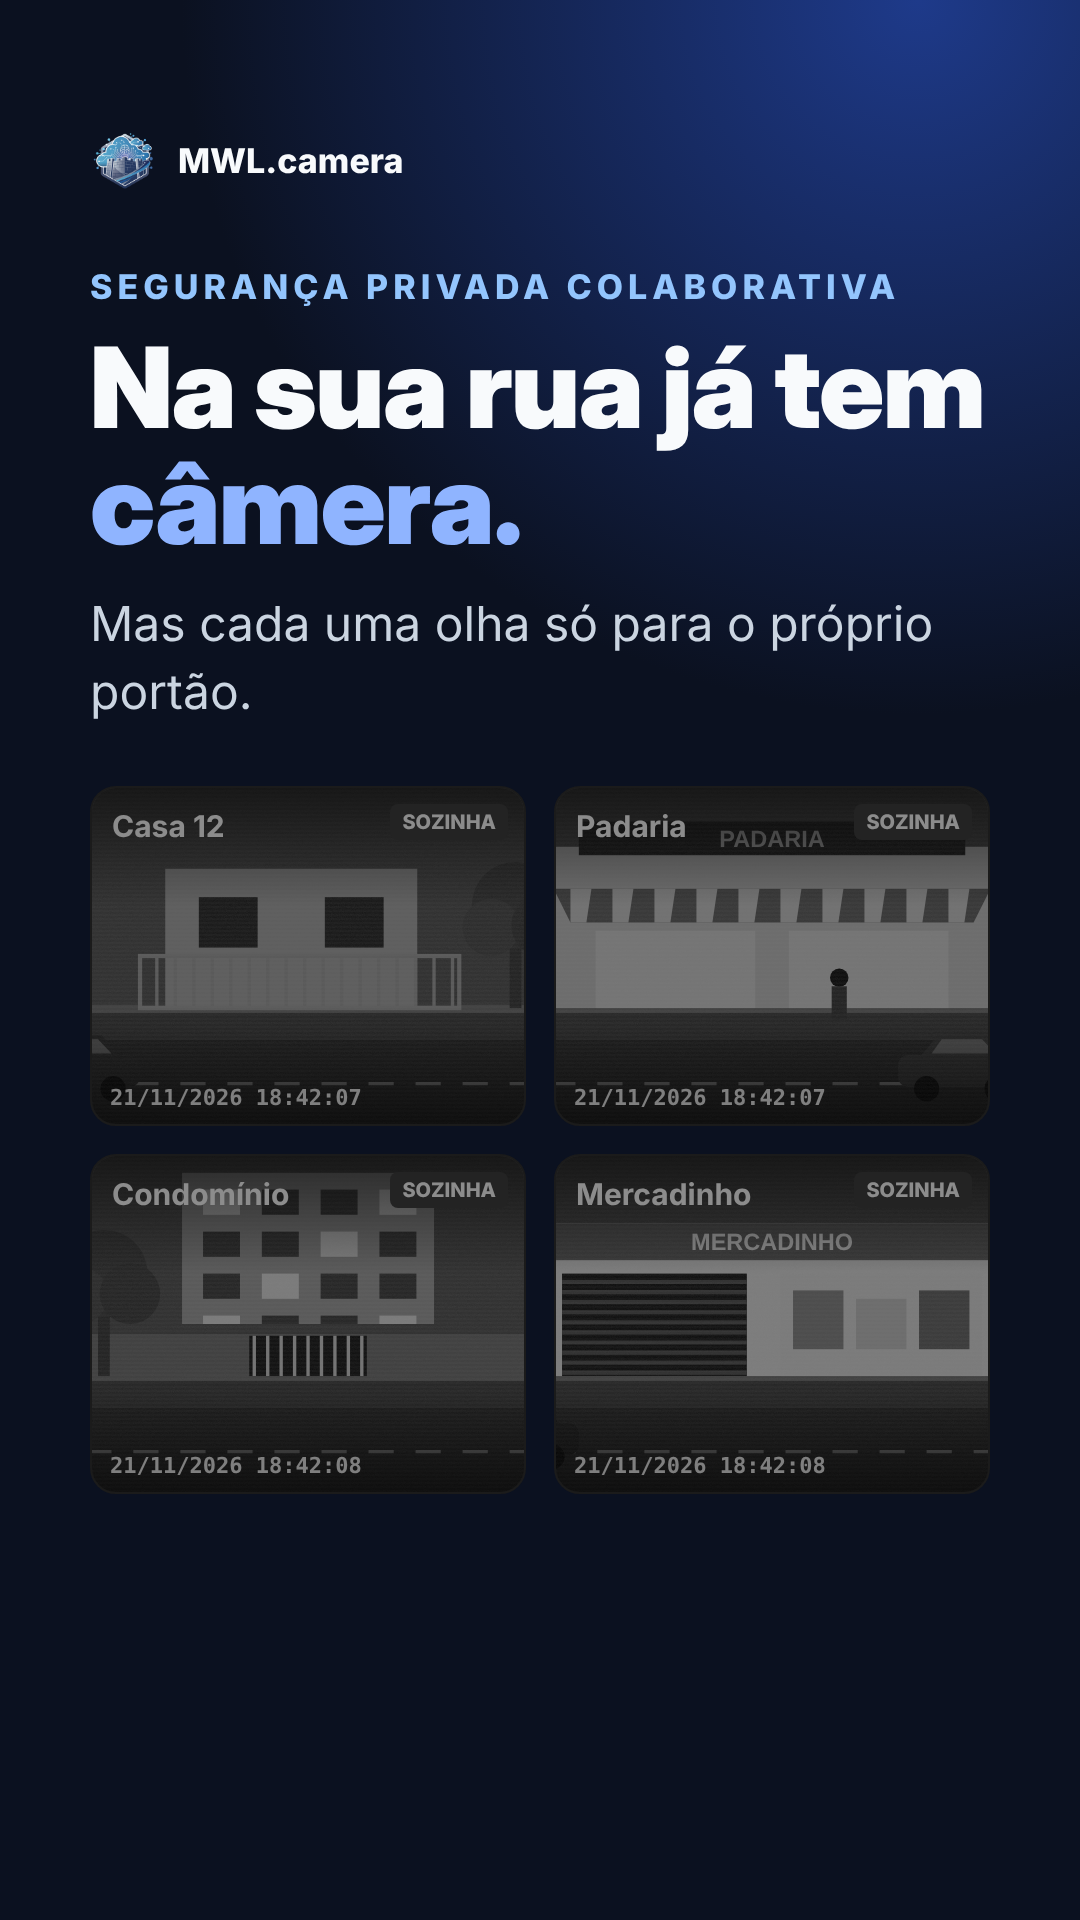 MWL.camera
SEGURANÇA PRIVADA COLABORATIVA
Na sua rua já tem
câmera.
Mas cada uma olha só para o próprio
portão.
Casa 12
SOZINHA
21/11/2026 18:42:07
Padaria
SOZINHA
PADARIA
21/11/2026 18:42:07
Condomínio
SOZINHA
21/11/2026 18:42:08
Mercadinho
SOZINHA
MERCADINHO
21/11/2026 18:42:08